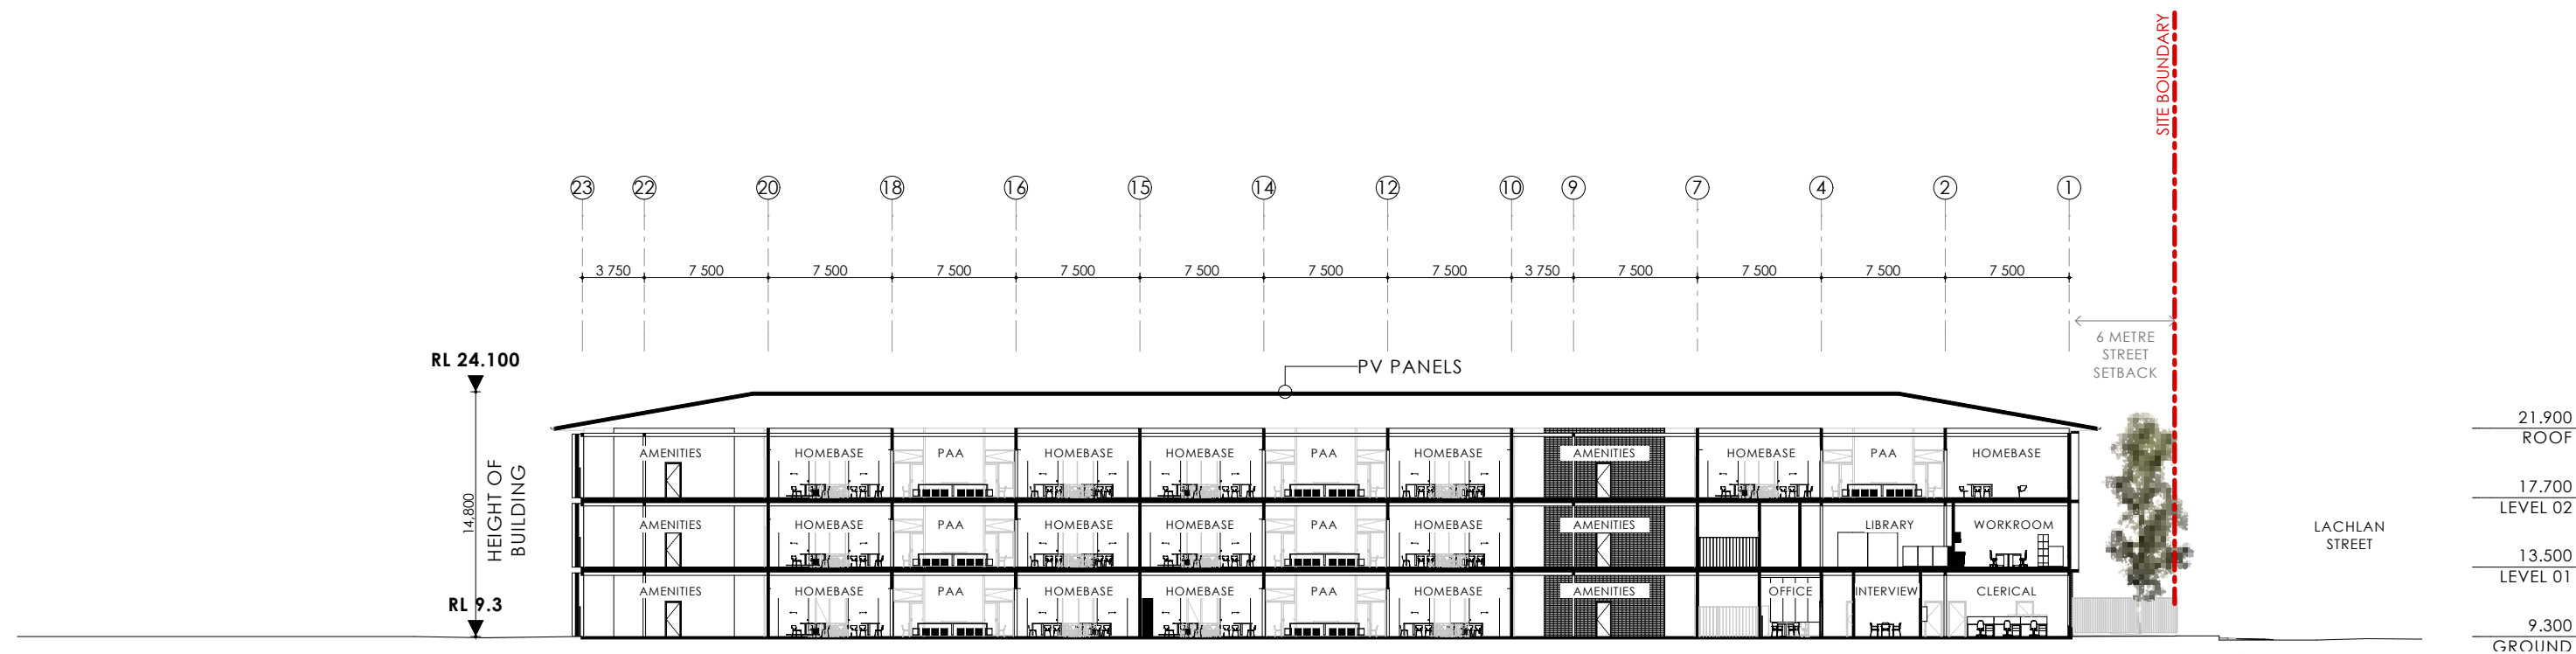 SITE BOUNDARY
23 22 20 18 16 15 14 12 10 9 7 4 2 1
3 750 7 500 7 500 7 500 7 500 7 500 7 500 7 500 3 750 7 500 7 500 7 500 7 500
6 METRE
STREET
SETBACK
RL 24.100
PV PANELS
14,800
HEIGHT OF
BUILDING
RL 9.3
21.900
ROOF
AMENITIES HOMEBASE PAA HOMEBASE HOMEBASE PAA HOMEBASE AMENITIES HOMEBASE PAA HOMEBASE
17.700
LEVEL 02
AMENITIES HOMEBASE PAA HOMEBASE HOMEBASE PAA HOMEBASE AMENITIES LIBRARY WORKROOM
LACHLAN
STREET
13.500
LEVEL 01
AMENITIES HOMEBASE PAA HOMEBASE HOMEBASE PAA HOMEBASE AMENITIES OFFICE INTERVIEW CLERICAL
9.300
GROUND